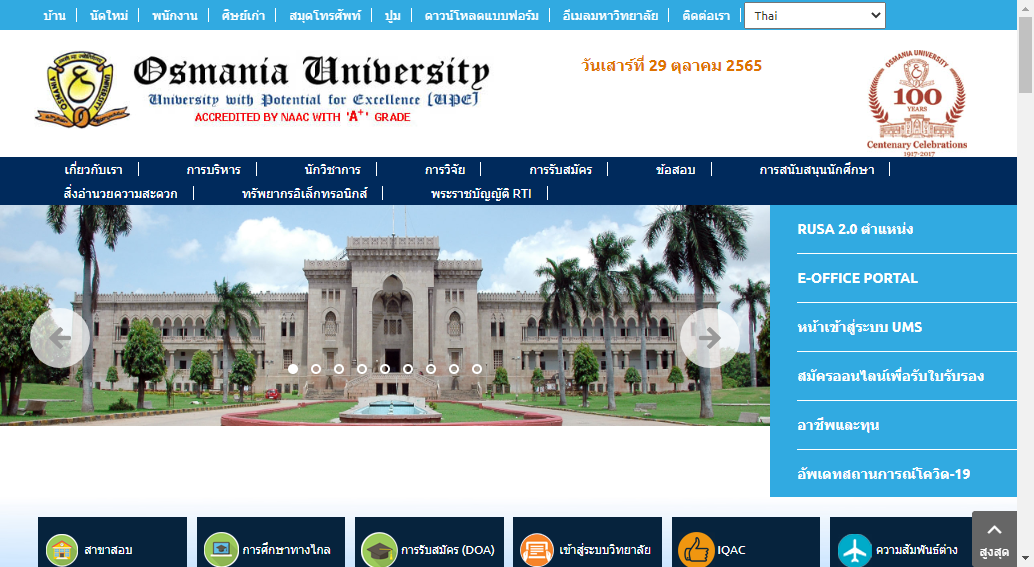 บ้าน นัดใหม่ พนักงาน ศิษย์เก่า สมุดโทรศัพท์ ปูม ดาวน์โหลดแบบฟอร์ม อีเมลมหาวิทยาลัย ติดต่อเรา Thai
Osmania University
University with Potential for Excellence (UPE)
ACCREDITED BY NAAC WITH 'A+' GRADE
วันเสาร์ที่ 29 ตุลาคม 2565
OSMANIA UNIVERSITY
100
YEARS
Centenary Celebrations
1917-2017
เกี่ยวกับเรา การบริหาร นักวิชาการ การวิจัย การรับสมัคร ข้อสอบ การสนับสนุนนักศึกษา
สิ่งอำนวยความสะดวก ทรัพยากรอิเล็กทรอนิกส์ พระราชบัญญัติ RTI
RUSA 2.0 ตำแหน่ง
E-OFFICE PORTAL
หน้าเข้าสู่ระบบ UMS
สมัครออนไลน์เพื่อรับใบรับรอง
อาชีพและทุน
อัพเดทสถานการณ์โควิด-19
สาขาสอบ การศึกษาทางไกล การรับสมัคร (DOA) เข้าสู่ระบบวิทยาลัย IQAC ความสัมพันธ์ต่าง
สูงสุด